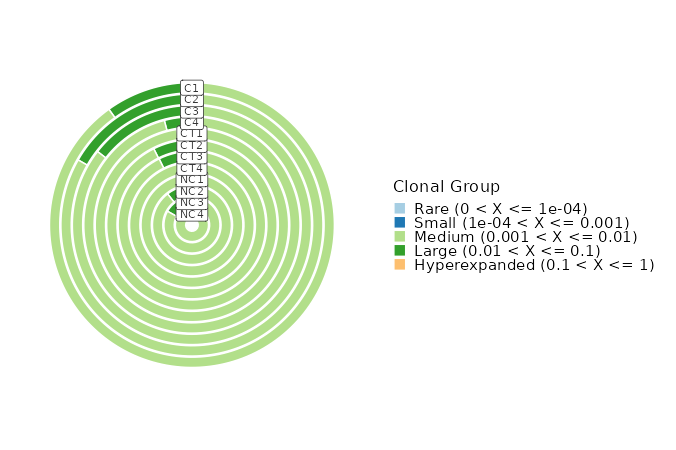 C1
C2
C3
C4
CT1
CT2
CT3
CT4
NC1
NC2
NC3
NC4
Clonal Group
Rare (0 < X <= 1e-04)
Small (1e-04 < X <= 0.001)
Medium (0.001 < X <= 0.01)
Large (0.01 < X <= 0.1)
Hyperexpanded (0.1 < X <= 1)